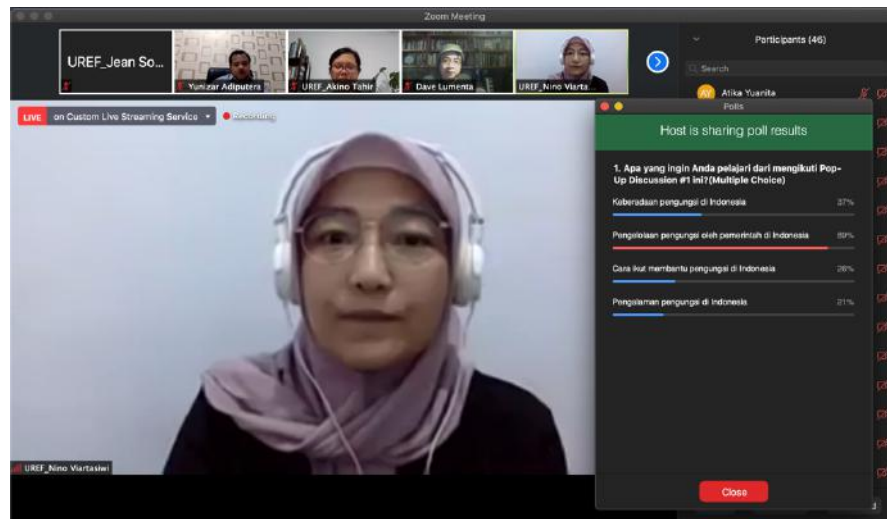 Zoom Meeting
UREF_Jean So...
Yunizar Adiputera
UREF_Akino Tahir
Dave Lumenta
UREF_Nino Viarta...
Participants (46)
Search
AY Atika Yuanita
LIVE on Custom Live Streaming Service
Recording
Polls
Host is sharing poll results
1. Apa yang ingin Anda pelajari dari mengikuti Pop-
Up Discussion #1 ini?(Multiple Choice)
Keberadaan pengungsi di Indonesia 37%
Pengelolaan pengungsi oleh pemerintah di Indonesia 89%
Cara ikut membantu pengungsi di Indonesia 26%
Pengalaman pengungsi di Indonesia 21%
UREF_Nino Viartasiwi
Close